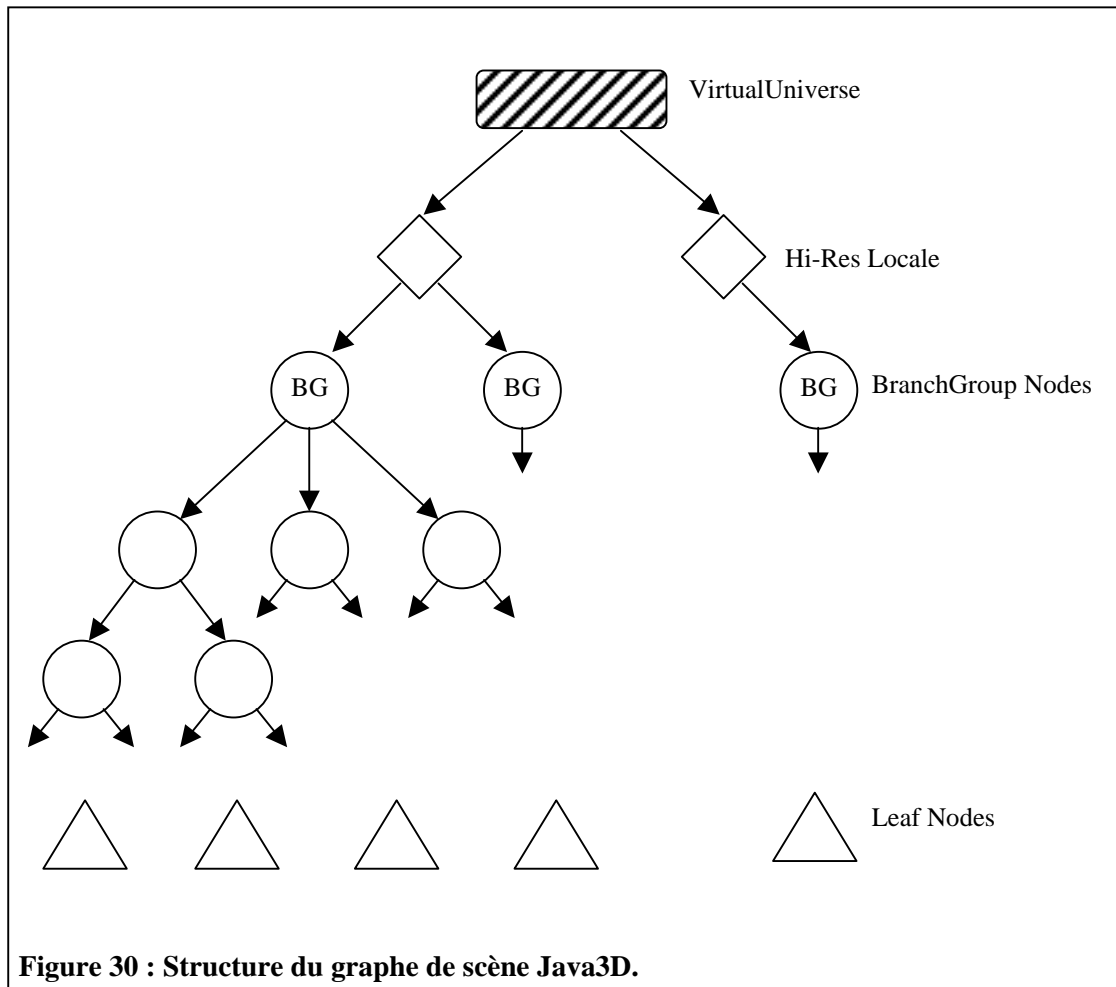 VirtualUniverse
Hi-Res Locale
BG
BG
BG
BranchGroup Nodes
Leaf Nodes
Figure 30 : Structure du graphe de scène Java3D.